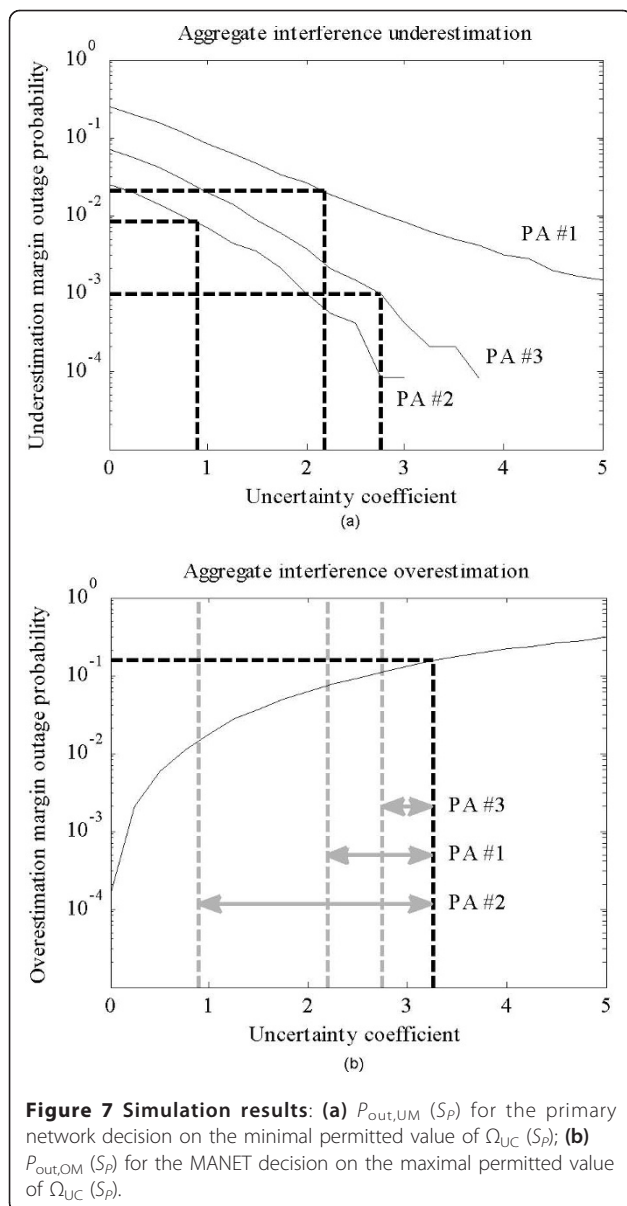 Aggregate interference underestimation
10^0
10^-1
10^-2
10^-3
10^-4
Underestimation margin outage probability
PA #1
PA #3
PA #2
0 1 2 3 4 5
Uncertainty coefficient
(a)
Aggregate interference overestimation
10^0
10^-1
10^-2
10^-3
10^-4
Overestimation margin outage probability
PA #3
PA #1
PA #2
0 1 2 3 4 5
Uncertainty coefficient
(b)
Figure 7 Simulation results: (a) P_out,UM (S_P) for the primary
network decision on the minimal permitted value of Ω_UC (S_P); (b)
P_out,OM (S_P) for the MANET decision on the maximal permitted value
of Ω_UC (S_P).